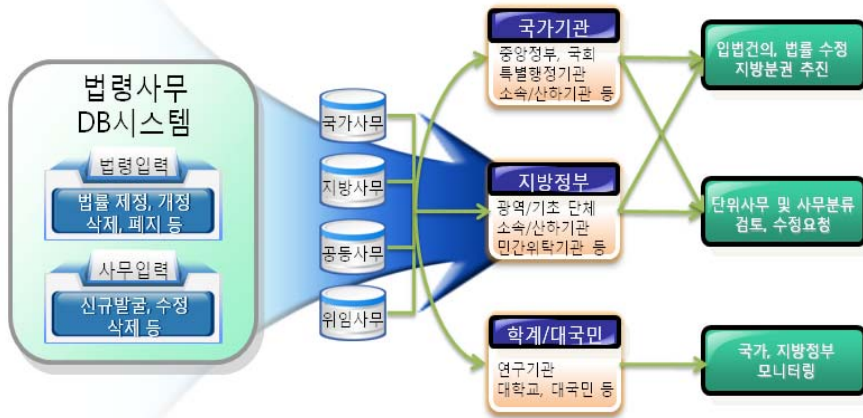 법령사무
DB시스템
법령입력
법률 제정, 개정
삭제, 폐지 등
사무입력
신규발굴, 수정
삭제 등
국가사무
지방사무
공동사무
위임사무
국가기관
중앙정부, 국회
특별행정기관
소속/산하기관 등
지방정부
광역/기초 단체
소속/산하기관
민간위탁기관 등
학계/대국민
연구기관
대학교, 대국민 등
입법건의, 법률 수정
지방분권 추진
단위사무 및 사무분류
검토, 수정요청
국가, 지방정부
모니터링